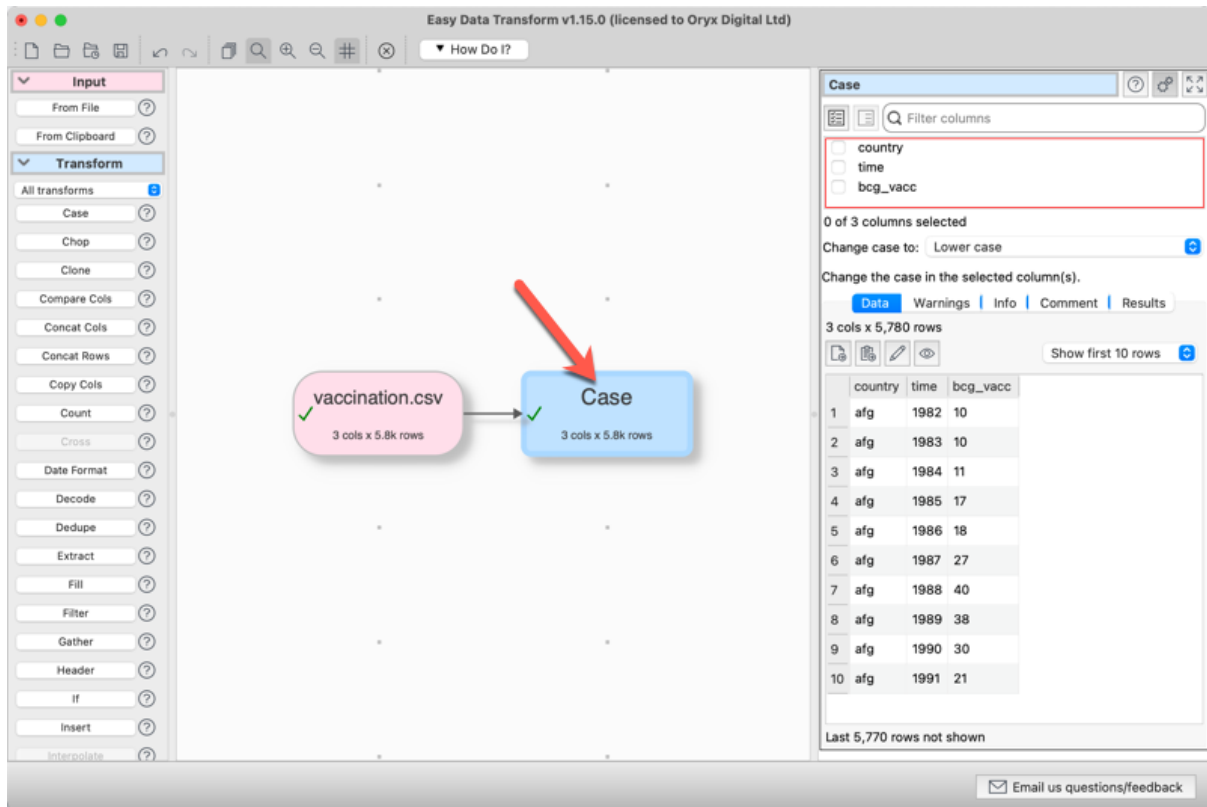 Easy Data Transform v1.15.0 (licensed to Oryx Digital Ltd)
How Do I?
Input
From File
From Clipboard
Transform
All transforms
Case
Chop
Clone
Compare Cols
Concat Cols
Concat Rows
Copy Cols
Count
Cross
Date Format
Decode
Dedupe
Extract
Fill
Filter
Gather
Header
If
Insert
Interpolate
vaccination.csv
3 cols x 5.8k rows
Case
3 cols x 5.8k rows
Case
Filter columns
country
time
bcg_vacc
0 of 3 columns selected
Change case to: Lower case
Change the case in the selected column(s).
Data Warnings Info Comment Results
3 cols x 5,780 rows
Show first 10 rows
country time bcg_vacc
1 afg 1982 10
2 afg 1983 10
3 afg 1984 11
4 afg 1985 17
5 afg 1986 18
6 afg 1987 27
7 afg 1988 40
8 afg 1989 38
9 afg 1990 30
10 afg 1991 21
Last 5,770 rows not shown
Email us questions/feedback